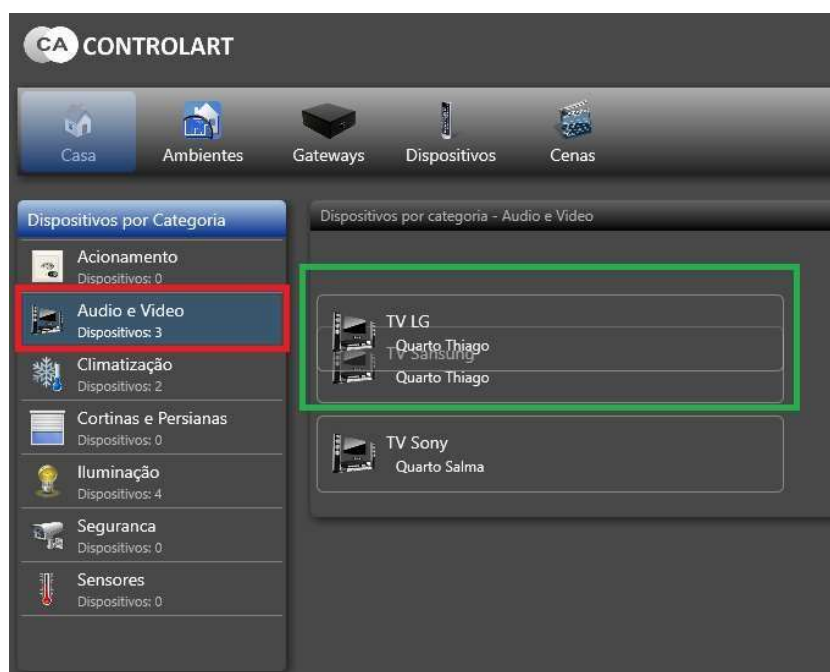 CA CONTROLART
Casa Ambientes Gateways Dispositivos Cenas
Dispositivos por Categoria
Acionamento
Dispositivos: 0
Audio e Video
Dispositivos: 3
Climatização
Dispositivos: 2
Cortinas e Persianas
Dispositivos: 0
Iluminação
Dispositivos: 4
Seguranca
Dispositivos: 0
Sensores
Dispositivos: 0
Dispositivos por categoria - Audio e Video
TV LG
Quarto Thiago
TV Sansung
Quarto Thiago
TV Sony
Quarto Salma